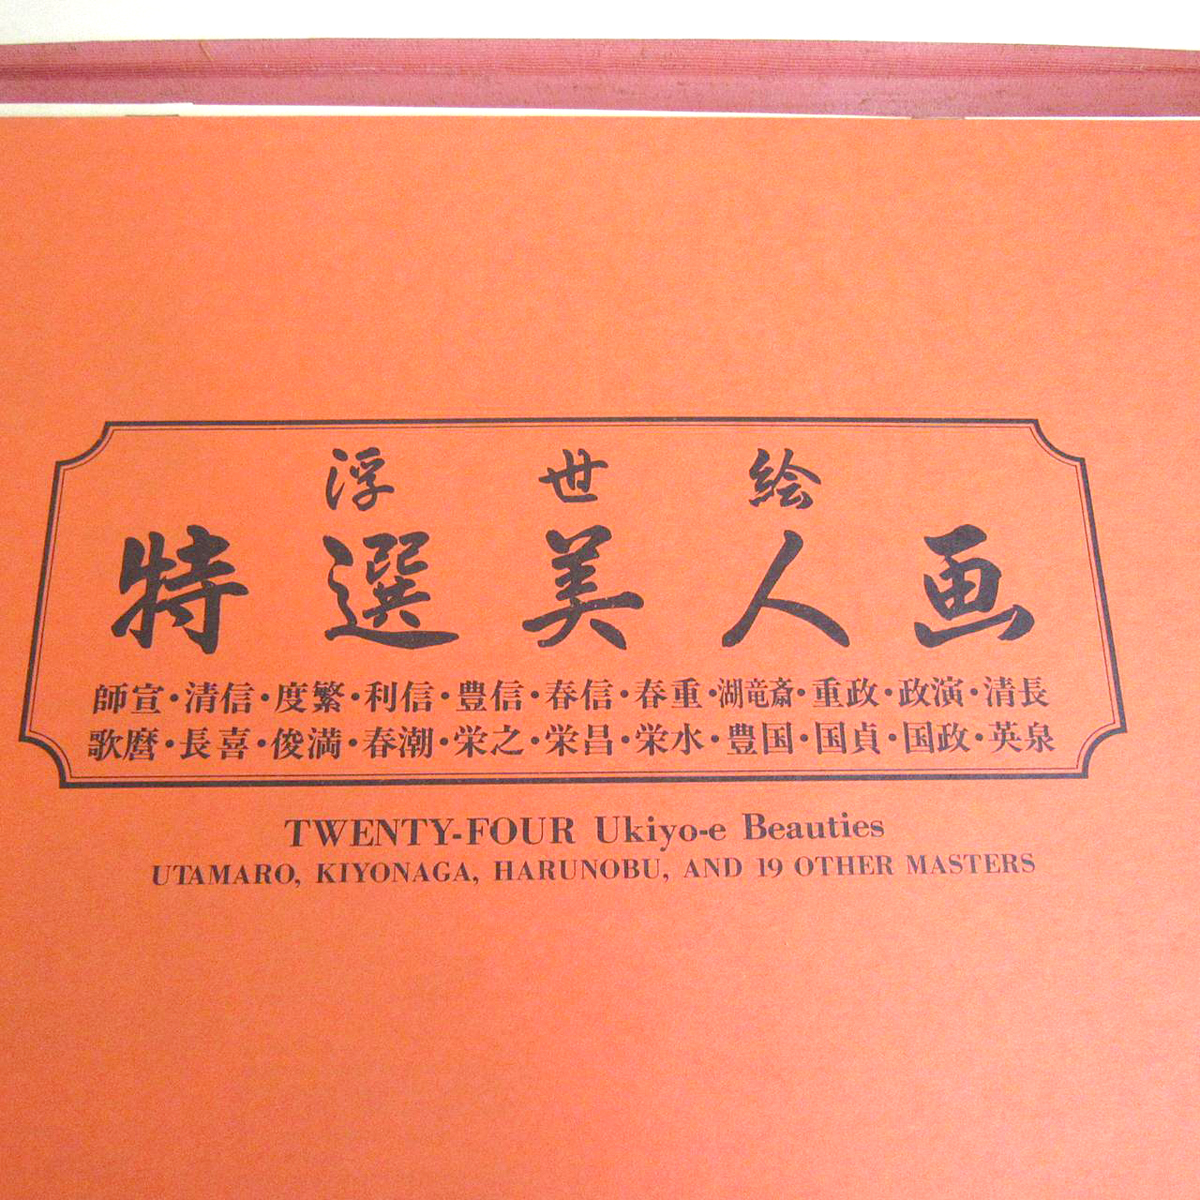 浮世絵
特選美人画
師宣・清信・度繁・利信・豊信・春信・春重・湖竜斎・重政・政演・清長
歌麿・長喜・俊満・春潮・栄之・栄昌・栄水・豊国・国貞・国政・英泉
TWENTY-FOUR Ukiyo-e Beauties
UTAMARO, KIYONAGA, HARUNOBU, AND 19 OTHER MASTERS